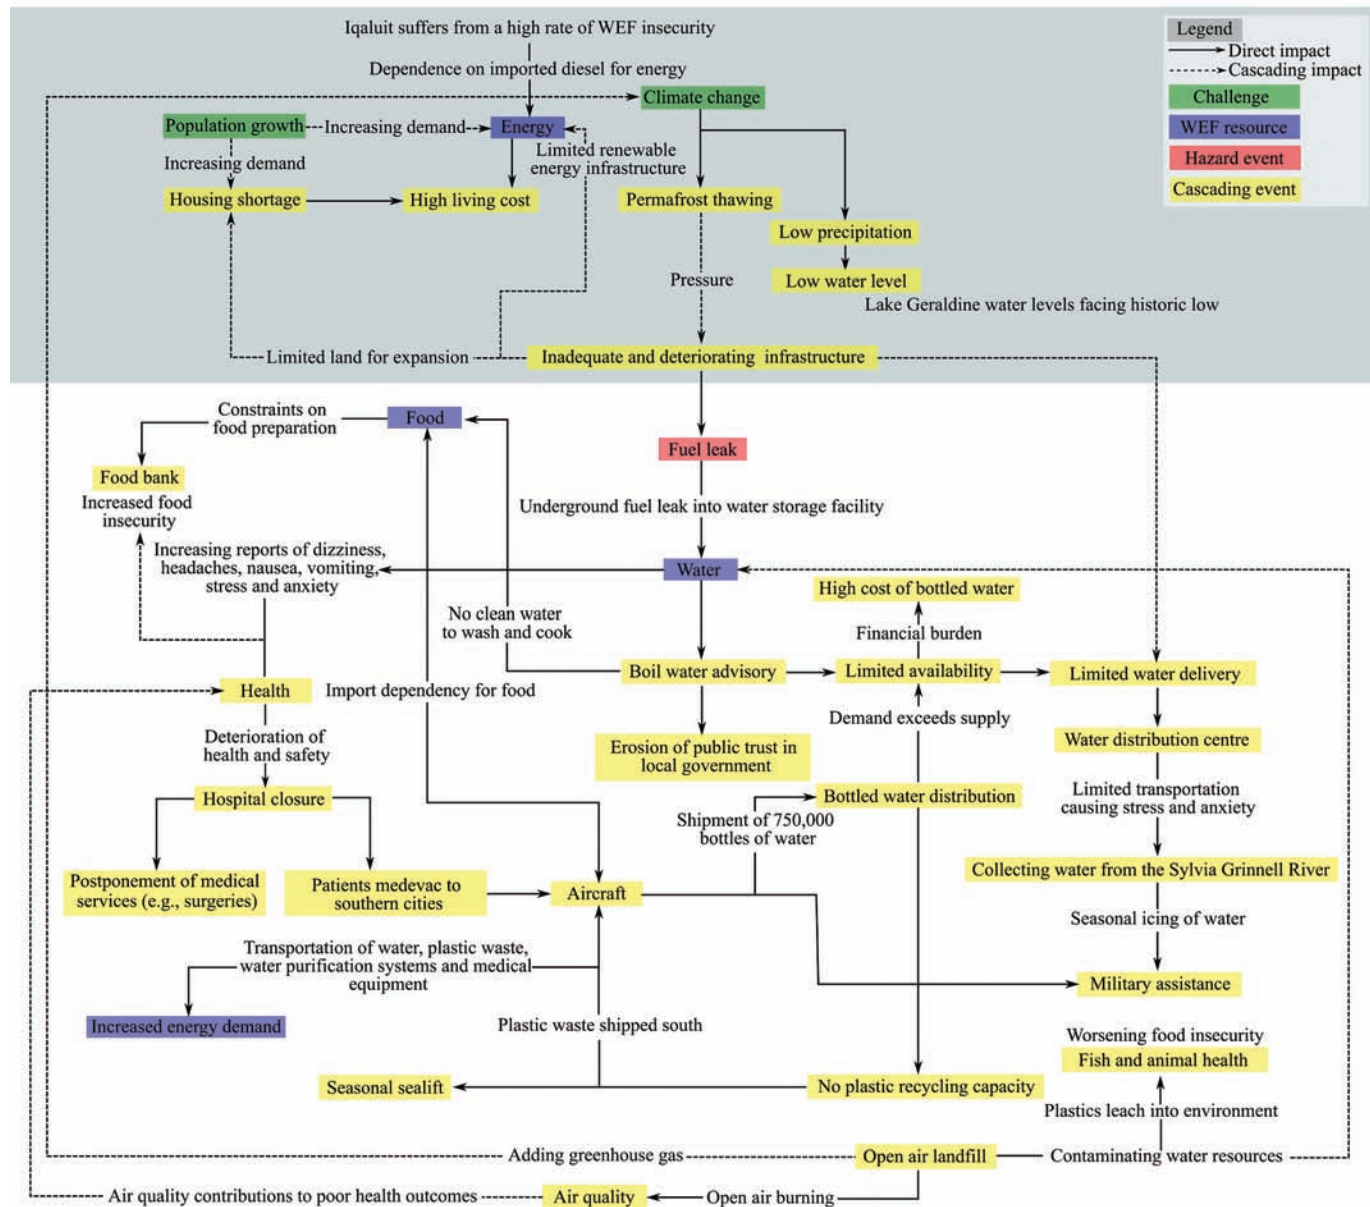 Iqaluit suffers from a high rate of WEF insecurity
Legend
Direct impact
Cascading impact
Challenge
WEF resource
Hazard event
Cascading event
Dependence on imported diesel for energy
Climate change
Population growth
Increasing demand
Energy
Increasing demand
Limited renewable
energy infrastructure
Housing shortage
High living cost
Permafrost thawing
Low precipitation
Pressure
Low water level
Lake Geraldine water levels facing historic low
Limited land for expansion
Inadequate and deteriorating infrastructure
Constraints on
food preparation
Food
Fuel leak
Food bank
Increased food
insecurity
Underground fuel leak into water storage facility
Increasing reports of dizziness,
headaches, nausea, vomiting,
stress and anxiety
Water
High cost of bottled water
No clean water
to wash and cook
Financial burden
Boil water advisory
Limited availability
Limited water delivery
Health
Import dependency for food
Demand exceeds supply
Deterioration of
health and safety
Erosion of public trust in
local government
Water distribution centre
Hospital closure
Bottled water distribution
Limited transportation
causing stress and anxiety
Shipment of 750,000
bottles of water
Postponement of medical
services (e.g., surgeries)
Patients medevac to
southern cities
Aircraft
Collecting water from the Sylvia Grinnell River
Seasonal icing of water
Transportation of water, plastic waste,
water purification systems and medical
equipment
Military assistance
Increased energy demand
Plastic waste shipped south
Worsening food insecurity
Fish and animal health
Seasonal sealift
No plastic recycling capacity
Plastics leach into environment
Adding greenhouse gas
Open air landfill
Contaminating water resources
Air quality contributions to poor health outcomes
Air quality
Open air burning